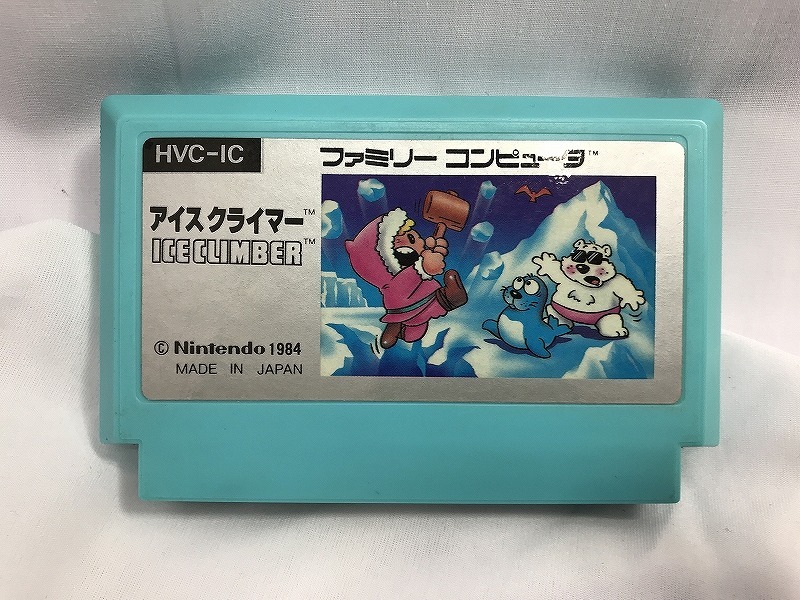 HVC-IC
ファミリー コンピュータ™
アイスクライマー™
ICE CLIMBER™
© Nintendo 1984
MADE IN JAPAN